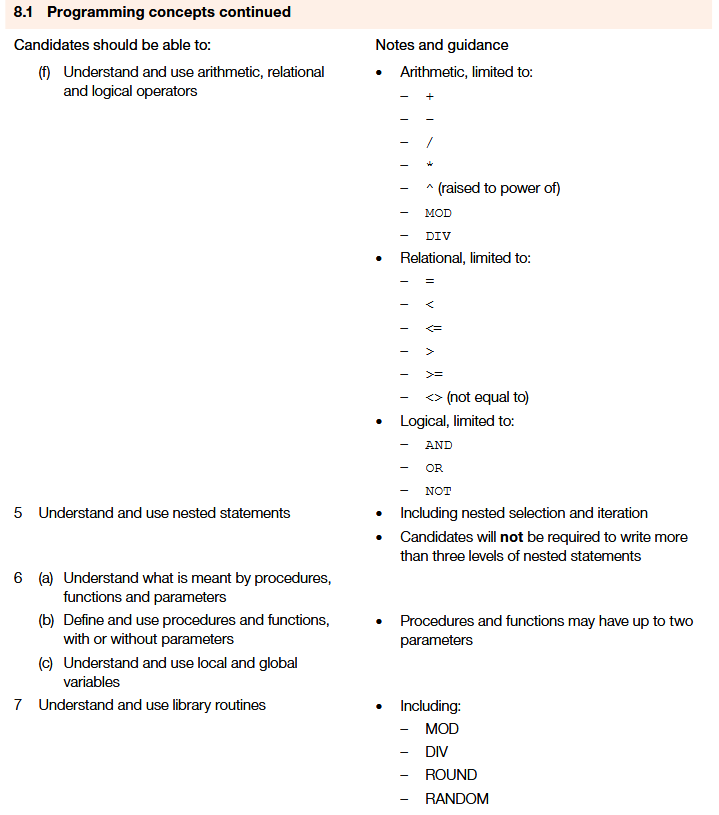 8.1 Programming concepts continued
Candidates should be able to:
Notes and guidance
(f) Understand and use arithmetic, relational
and logical operators
• Arithmetic, limited to:
– +
– –
– /
– *
– ^ (raised to power of)
– MOD
– DIV
• Relational, limited to:
– =
– <
– <=
– >
– >=
– <> (not equal to)
• Logical, limited to:
– AND
– OR
– NOT
5 Understand and use nested statements
• Including nested selection and iteration
• Candidates will not be required to write more
than three levels of nested statements
6 (a) Understand what is meant by procedures,
functions and parameters
(b) Define and use procedures and functions,
with or without parameters
• Procedures and functions may have up to two
parameters
(c) Understand and use local and global
variables
7 Understand and use library routines
• Including:
– MOD
– DIV
– ROUND
– RANDOM